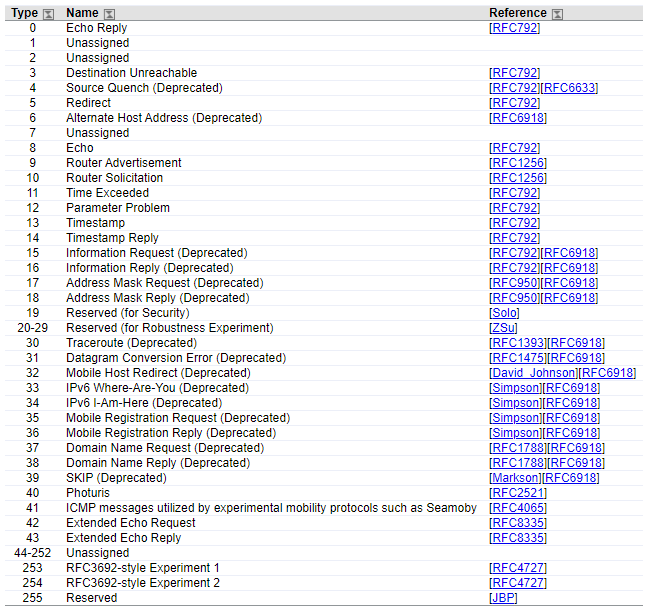 Type Name Reference
0 Echo Reply [RFC792]
1 Unassigned
2 Unassigned
3 Destination Unreachable [RFC792]
4 Source Quench (Deprecated) [RFC792][RFC6633]
5 Redirect [RFC792]
6 Alternate Host Address (Deprecated) [RFC6918]
7 Unassigned
8 Echo [RFC792]
9 Router Advertisement [RFC1256]
10 Router Solicitation [RFC1256]
11 Time Exceeded [RFC792]
12 Parameter Problem [RFC792]
13 Timestamp [RFC792]
14 Timestamp Reply [RFC792]
15 Information Request (Deprecated) [RFC792][RFC6918]
16 Information Reply (Deprecated) [RFC792][RFC6918]
17 Address Mask Request (Deprecated) [RFC950][RFC6918]
18 Address Mask Reply (Deprecated) [RFC950][RFC6918]
19 Reserved (for Security) [Solo]
20-29 Reserved (for Robustness Experiment) [ZSu]
30 Traceroute (Deprecated) [RFC1393][RFC6918]
31 Datagram Conversion Error (Deprecated) [RFC1475][RFC6918]
32 Mobile Host Redirect (Deprecated) [David_Johnson][RFC6918]
33 IPv6 Where-Are-You (Deprecated) [Simpson][RFC6918]
34 IPv6 I-Am-Here (Deprecated) [Simpson][RFC6918]
35 Mobile Registration Request (Deprecated) [Simpson][RFC6918]
36 Mobile Registration Reply (Deprecated) [Simpson][RFC6918]
37 Domain Name Request (Deprecated) [RFC1788][RFC6918]
38 Domain Name Reply (Deprecated) [RFC1788][RFC6918]
39 SKIP (Deprecated) [Markson][RFC6918]
40 Photuris [RFC2521]
41 ICMP messages utilized by experimental mobility protocols such as Seamoby [RFC4065]
42 Extended Echo Request [RFC8335]
43 Extended Echo Reply [RFC8335]
44-252 Unassigned
253 RFC3692-style Experiment 1 [RFC4727]
254 RFC3692-style Experiment 2 [RFC4727]
255 Reserved [JBP]